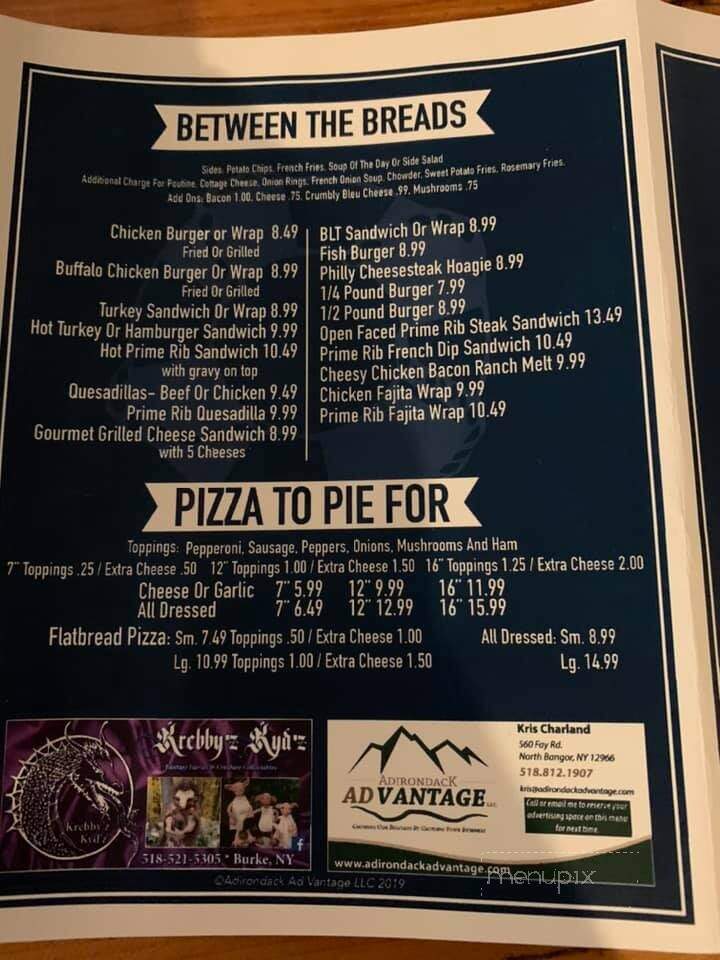 BETWEEN THE BREADS
Sides: Potato Chips, French Fries, Soup Of The Day Or Side Salad
Additional Charge For Poutine, Cottage Cheese, Onion Rings, French Onion Soup, Chowder, Sweet Potato Fries, Rosemary Fries.
Add Ons: Bacon 1.00, Cheese .75, Crumbly Bleu Cheese .99, Mushrooms .75
Chicken Burger or Wrap 8.49
Fried Or Grilled
Buffalo Chicken Burger Or Wrap 8.99
Fried Or Grilled
Turkey Sandwich Or Wrap 8.99
Hot Turkey Or Hamburger Sandwich 9.99
Hot Prime Rib Sandwich 10.49
with gravy on top
Quesadillas- Beef Or Chicken 9.49
Prime Rib Quesadilla 9.99
Gourmet Grilled Cheese Sandwich 8.99
with 5 Cheeses
BLT Sandwich Or Wrap 8.99
Fish Burger 8.99
Philly Cheesesteak Hoagie 8.99
1/4 Pound Burger 7.99
1/2 Pound Burger 8.99
Open Faced Prime Rib Steak Sandwich 13.49
Prime Rib French Dip Sandwich 10.49
Cheesy Chicken Bacon Ranch Melt 9.99
Chicken Fajita Wrap 9.99
Prime Rib Fajita Wrap 10.49
PIZZA TO PIE FOR
Toppings: Pepperoni, Sausage, Peppers, Onions, Mushrooms And Ham
7" Toppings .25 / Extra Cheese .50 12" Toppings 1.00 / Extra Cheese 1.50 16" Toppings 1.25 / Extra Cheese 2.00
Cheese Or Garlic 7" 5.99 12" 9.99 16" 11.99
All Dressed 7" 6.49 12" 12.99 16" 15.99
Flatbread Pizza: Sm. 7.49 Toppings .50 / Extra Cheese 1.00 All Dressed: Sm. 8.99
Lg. 10.99 Toppings 1.00 / Extra Cheese 1.50 Lg. 14.99
Krebby'z Kydz
Krebby'z
Kyd'z
f
518-521-5305 * Burke, NY
ADIRONDACK
AD VANTAGE LLC
www.adirondackadvantage.com
Kris Charland
560 Fay Rd.
North Bangor, NY 12966
518.812.1907
kris@adirondackadvantage.com
Call or email me to reserve your
advertising space on this menu
for next time.
menupix
©Adirondack Ad Vantage LLC 2019